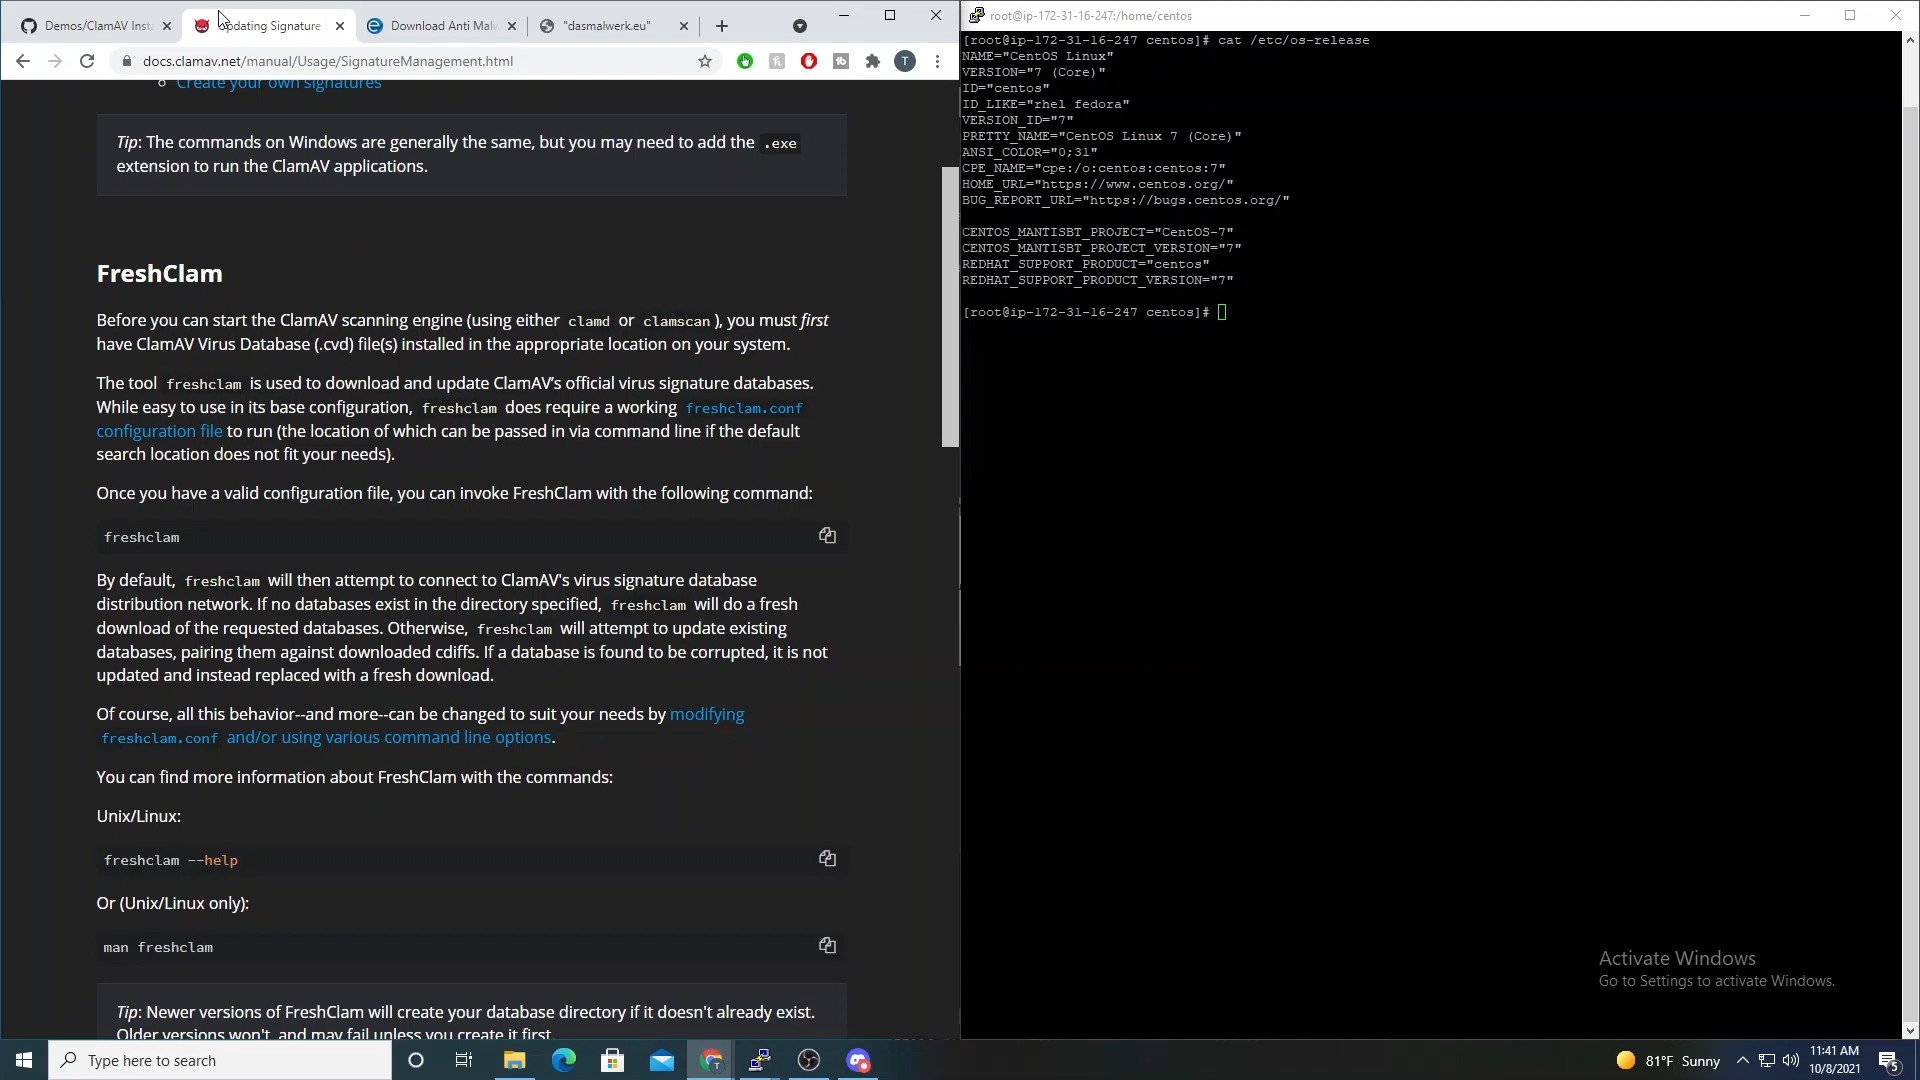 Demos/ClamAV Insta
Updating Signature
Download Anti Malw
"dasmalwerk.eu"
docs.clamav.net/manual/Usage/SignatureManagement.html
T
Create your own signatures
Tip: The commands on Windows are generally the same, but you may need to add the .exe
extension to run the ClamAV applications.
FreshClam
Before you can start the ClamAV scanning engine (using either clamd or clamscan ), you must first
have ClamAV Virus Database (.cvd) file(s) installed in the appropriate location on your system.
The tool freshclam is used to download and update ClamAV's official virus signature databases.
While easy to use in its base configuration, freshclam does require a working freshclam.conf
configuration file to run (the location of which can be passed in via command line if the default
search location does not fit your needs).
Once you have a valid configuration file, you can invoke FreshClam with the following command:
freshclam
By default, freshclam will then attempt to connect to ClamAV's virus signature database
distribution network. If no databases exist in the directory specified, freshclam will do a fresh
download of the requested databases. Otherwise, freshclam will attempt to update existing
databases, pairing them against downloaded cdiffs. If a database is found to be corrupted, it is not
updated and instead replaced with a fresh download.
Of course, all this behavior--and more--can be changed to suit your needs by modifying
freshclam.conf and/or using various command line options.
You can find more information about FreshClam with the commands:
Unix/Linux:
freshclam --help
Or (Unix/Linux only):
man freshclam
Tip: Newer versions of FreshClam will create your database directory if it doesn't already exist.
Older versions won't, and may fail unless you create it first.
root@ip-172-31-16-247:/home/centos
[root@ip-172-31-16-247 centos]# cat /etc/os-release
NAME="CentOS Linux"
VERSION="7 (Core)"
ID="centos"
ID_LIKE="rhel fedora"
VERSION_ID="7"
PRETTY_NAME="CentOS Linux 7 (Core)"
ANSI_COLOR="0;31"
CPE_NAME="cpe:/o:centos:centos:7"
HOME_URL="https://www.centos.org/"
BUG_REPORT_URL="https://bugs.centos.org/"
CENTOS_MANTISBT_PROJECT="CentOS-7"
CENTOS_MANTISBT_PROJECT_VERSION="7"
REDHAT_SUPPORT_PRODUCT="centos"
REDHAT_SUPPORT_PRODUCT_VERSION="7"
[root@ip-172-31-16-247 centos]#
Activate Windows
Go to Settings to activate Windows.
Type here to search
81°F Sunny
11:41 AM
10/8/2021
5